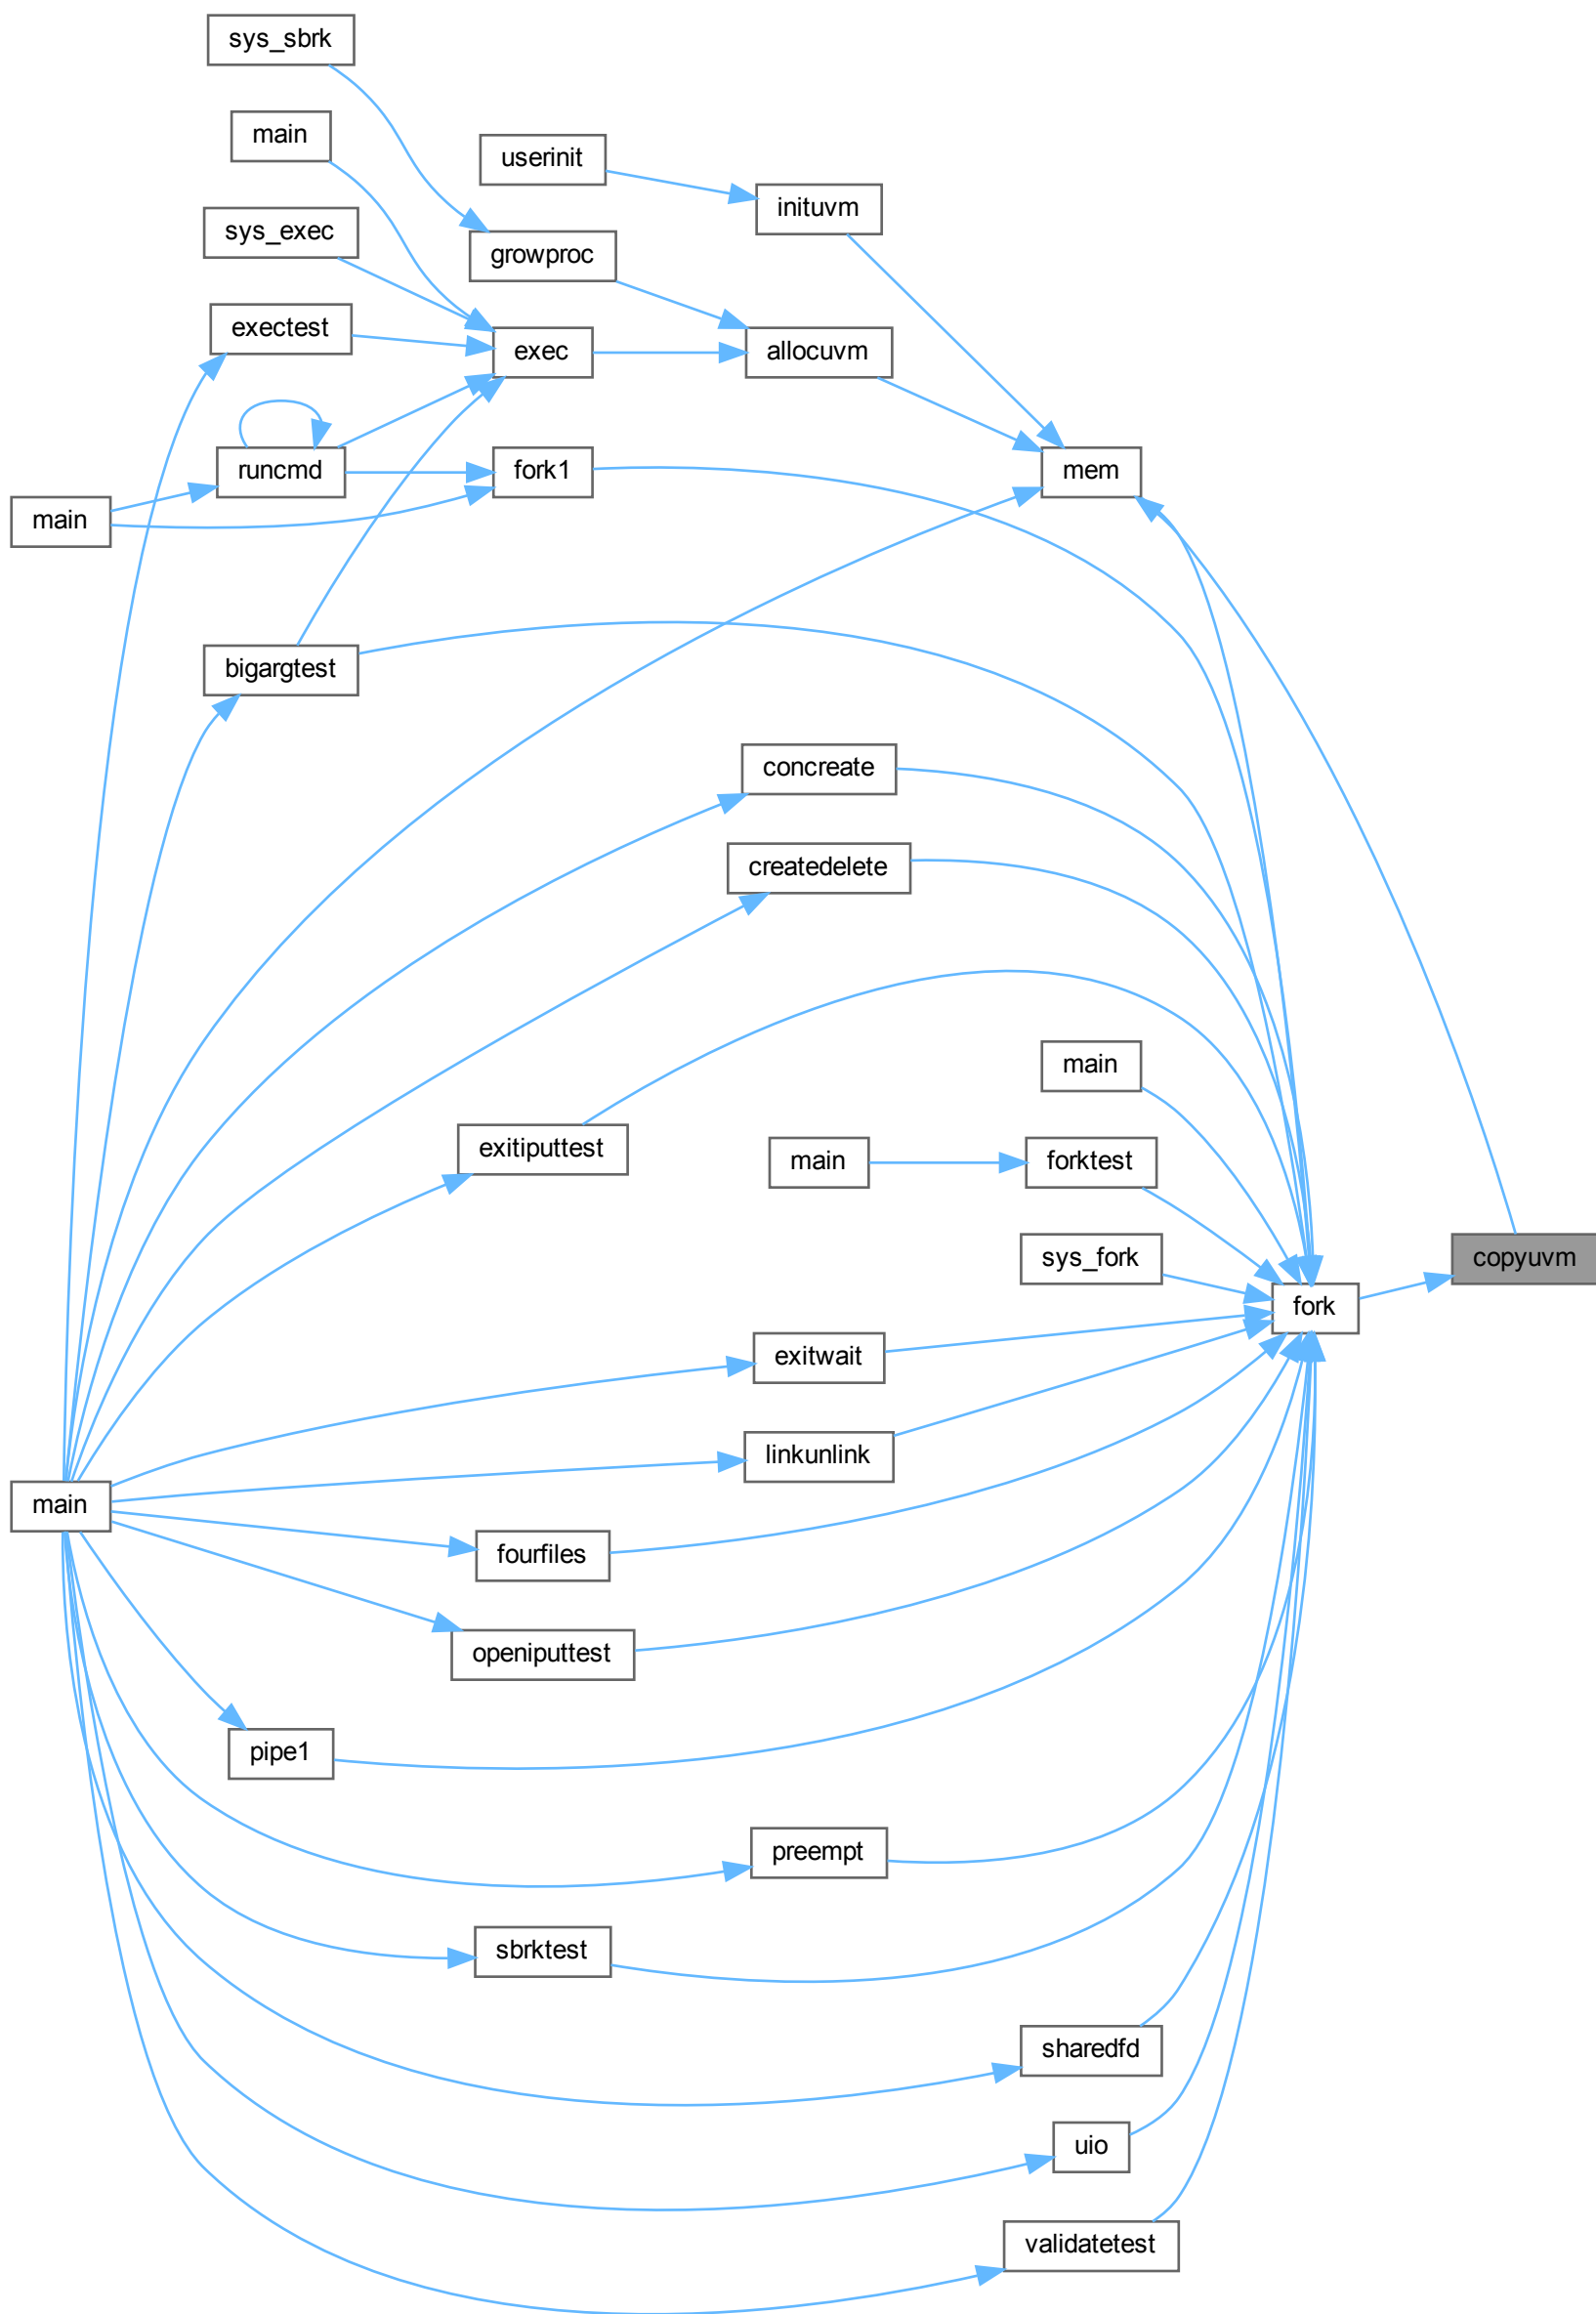 sys_sbrk
main
userinit
inituvm
sys_exec
growproc
exectest
exec
allocuvm
runcmd
fork1
mem
main
bigargtest
concreate
createdelete
main
exitiputtest
main
forktest
sys_fork
copyuvm
fork
exitwait
linkunlink
main
fourfiles
openiputtest
pipe1
preempt
sbrktest
sharedfd
uio
validatetest